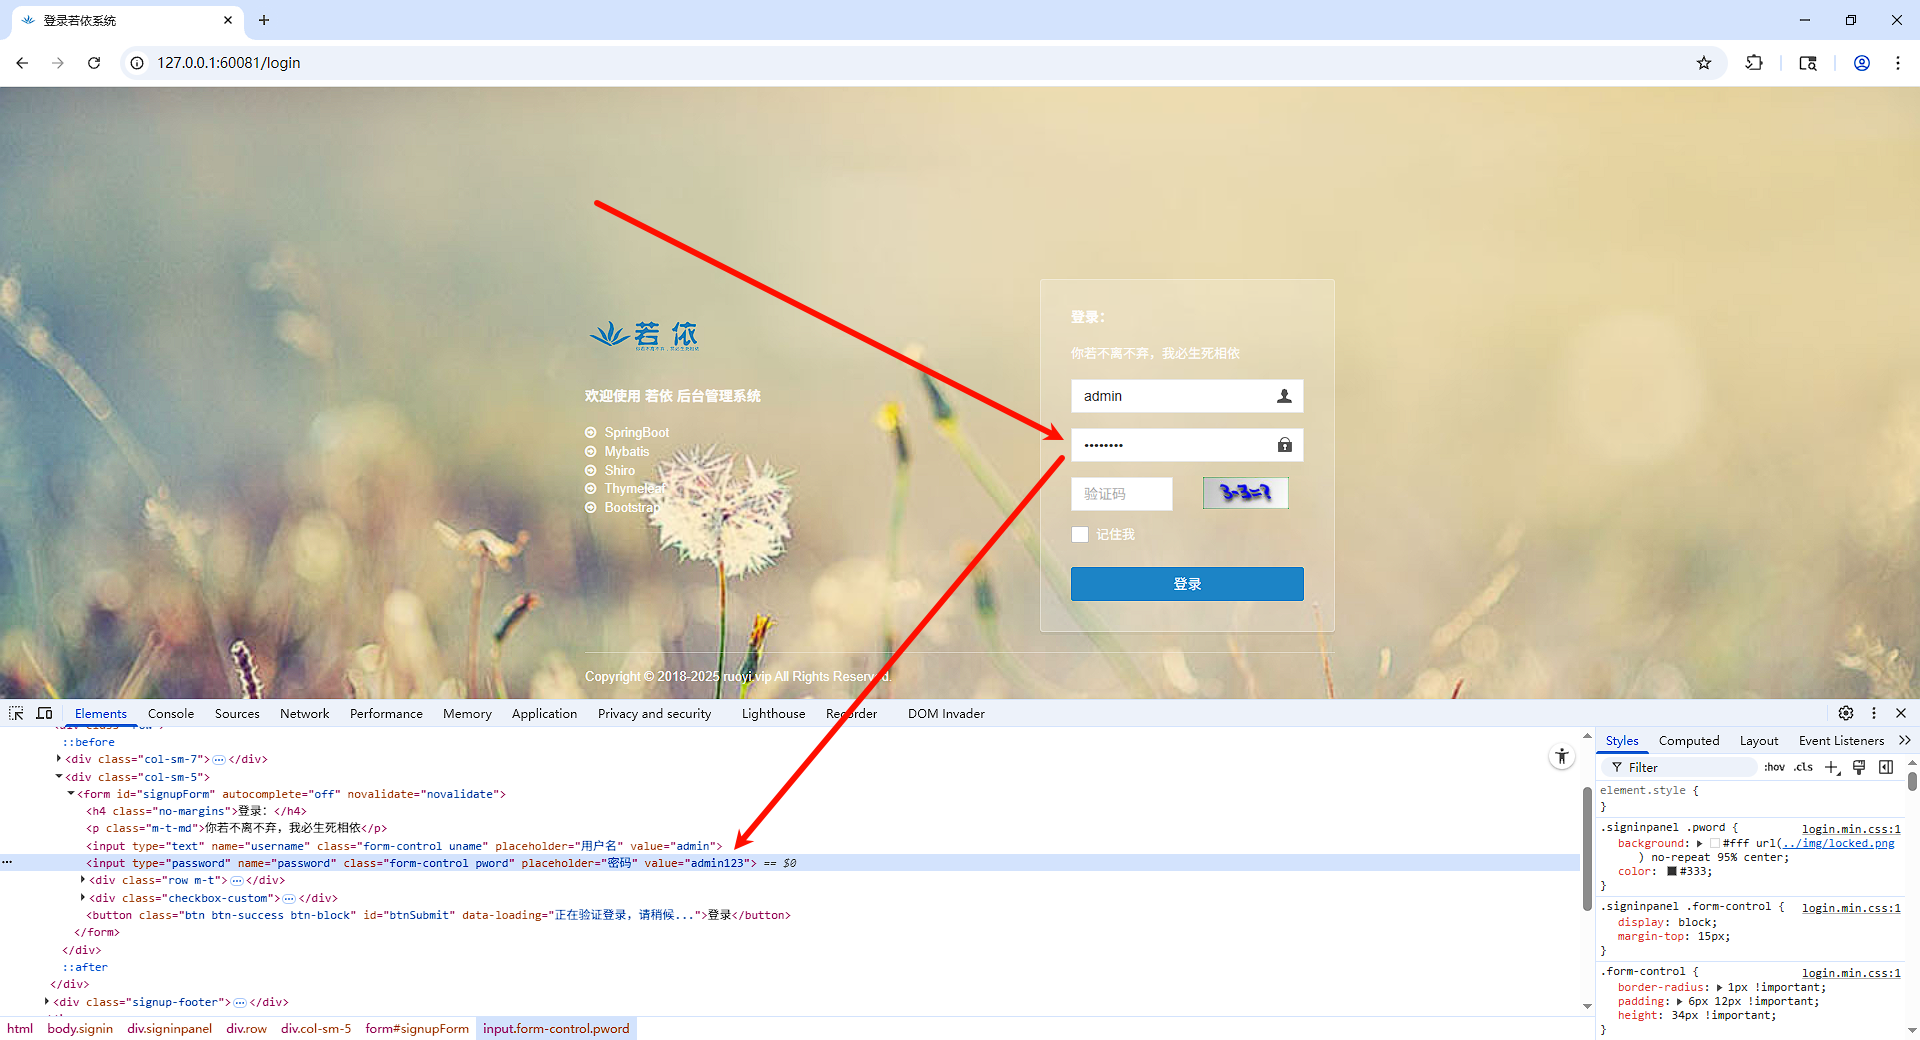 登录若依系统
127.0.0.1:60081/login
若 依
欢迎使用 若依 后台管理系统
SpringBoot
Mybatis
Shiro
Thymeleaf
Bootstrap
登录：
你若不离不弃，我必生死相依
admin
••••••••
验证码
3-3=?
记住我
登录
Copyright © 2018-2025 ruoyi.vip All Rights Reserved.
Elements Console Sources Network Performance Memory Application Privacy and security Lighthouse Recorder DOM Invader
::before
<div class="col-sm-7">…</div>
<div class="col-sm-5">
<form id="signupForm" autocomplete="off" novalidate="novalidate">
<h4 class="no-margins">登录：</h4>
<p class="m-t-md">你若不离不弃，我必生死相依</p>
<input type="text" name="username" class="form-control uname" placeholder="用户名" value="admin">
<input type="password" name="password" class="form-control pword" placeholder="密码" value="admin123"> == $0
<div class="row m-t">…</div>
<div class="checkbox-custom">…</div>
<button class="btn btn-success btn-block" id="btnSubmit" data-loading="正在验证登录，请稍候...">登录</button>
</form>
</div>
::after
</div>
<div class="signup-footer">…</div>
html body.signin div.signinpanel div.row div.col-sm-5 form#signupForm input.form-control.pword
Styles Computed Layout Event Listeners
Filter :hov .cls
element.style {
}
.signinpanel .pword { login.min.css:1
background: #fff url(../img/locked.png
) no-repeat 95% center;
color: #333;
}
.signinpanel .form-control { login.min.css:1
display: block;
margin-top: 15px;
}
.form-control { login.min.css:1
border-radius: 1px !important;
padding: 6px 12px !important;
height: 34px !important;
}